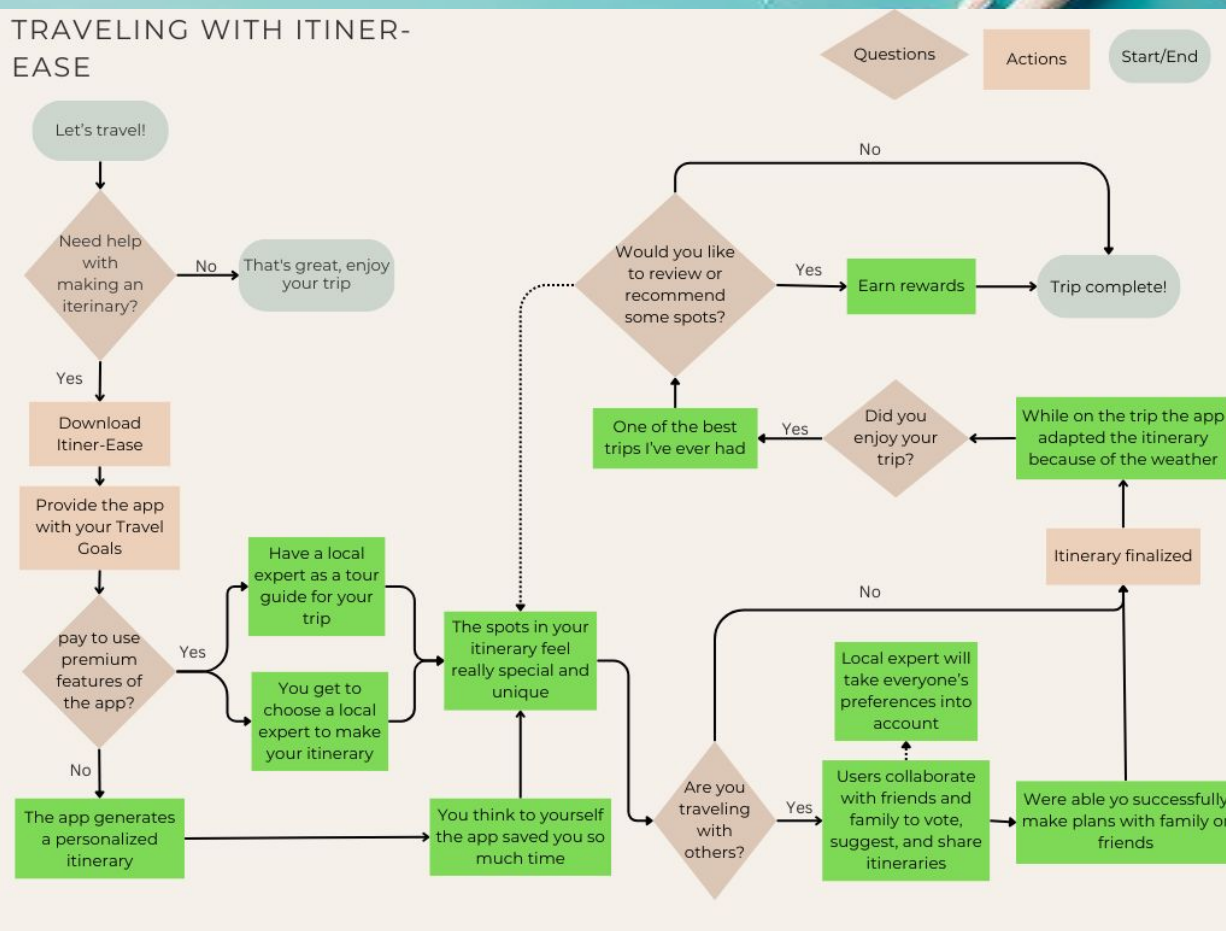 TRAVELING WITH ITINER-
EASE
Questions
Actions
Start/End
Let's travel!
Need help
with
making an
iterinary?
No
That's great, enjoy
your trip
Yes
Download
Itiner-Ease
Provide the app
with your Travel
Goals
pay to use
premium
features of
the app?
Yes
Have a local
expert as a tour
guide for your
trip
You get to
choose a local
expert to make
your itinerary
No
The app generates
a personalized
itinerary
You think to yourself
the app saved you so
much time
The spots in your
itinerary feel
really special and
unique
Are you
traveling
with
others?
Yes
Users collaborate
with friends and
family to vote,
suggest, and share
itineraries
Local expert will
take everyone's
preferences into
account
Were able yo successfully
make plans with family or
friends
No
Itinerary finalized
While on the trip the app
adapted the itinerary
because of the weather
Did you
enjoy your
trip?
Yes
One of the best
trips I've ever had
Would you like
to review or
recommend
some spots?
Yes
Earn rewards
No
Trip complete!